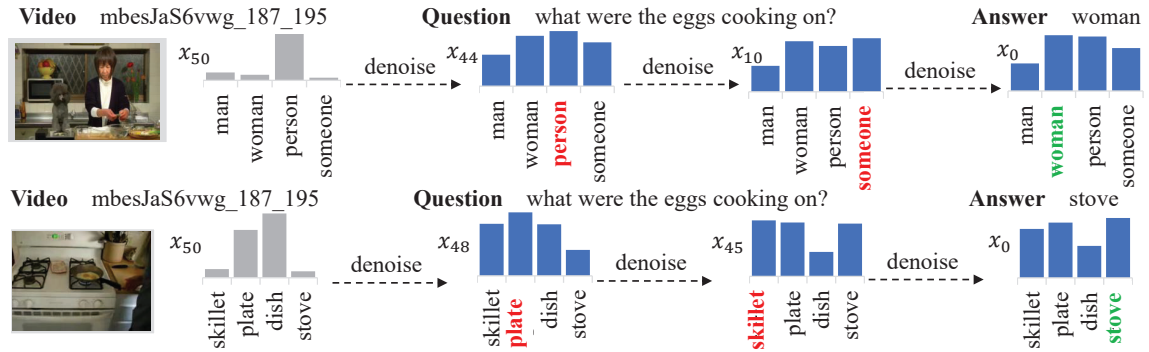 Video mbesJaS6vwg_187_195 Question what were the eggs cooking on? Answer woman
x50 denoise x44 denoise x10 denoise x0
man woman person someone man woman person someone man woman person someone man woman person someone
Video mbesJaS6vwg_187_195 Question what were the eggs cooking on? Answer stove
x50 denoise x48 denoise x45 denoise x0
skillet plate dish stove skillet plate dish stove skillet plate dish stove skillet plate dish stove